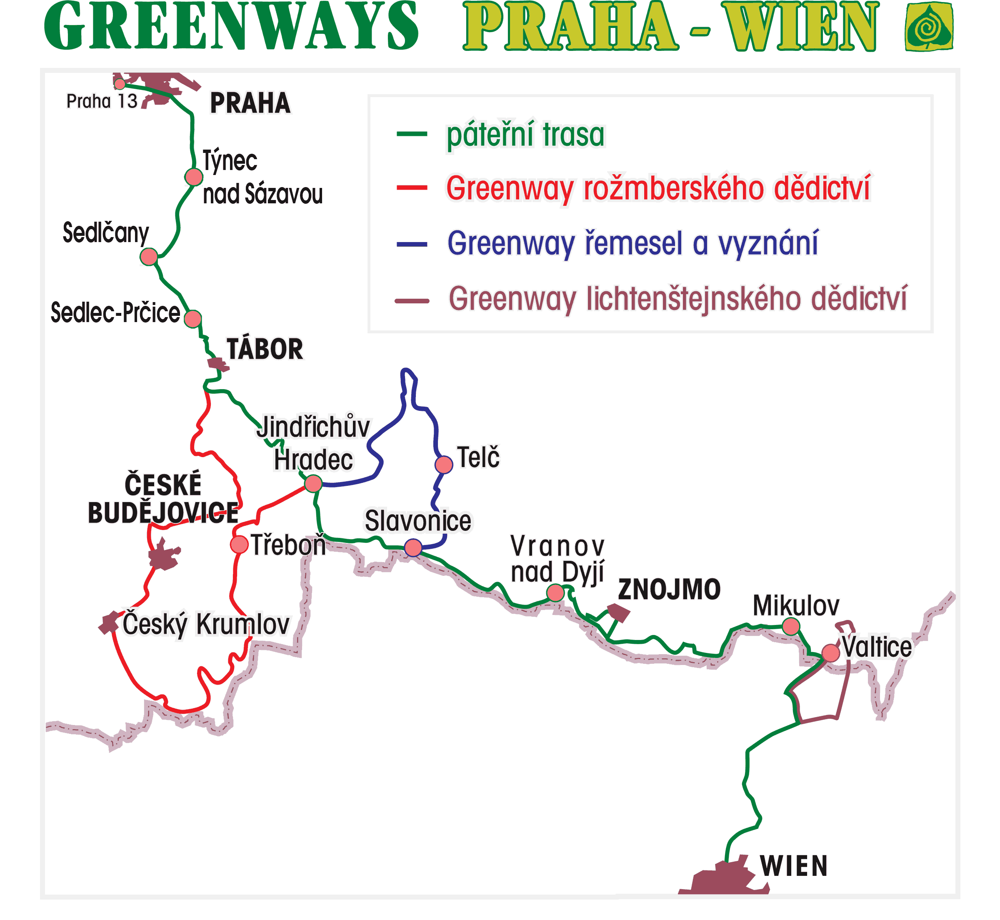 GREENWAYS PRAHA - WIEN
Praha 13
PRAHA
páteřní trasa
Greenway rožmberského dědictví
Greenway řemesel a vyznání
Greenway lichtenštejnského dědictví
Týnec
nad Sázavou
Sedlčany
Sedlec-Prčice
TÁBOR
Jindřichův
Hradec
Telč
ČESKÉ
BUDĚJOVICE
Slavonice
Třeboň
Vranov
nad Dyjí
ZNOJMO
Mikulov
Český Krumlov
Valtice
WIEN